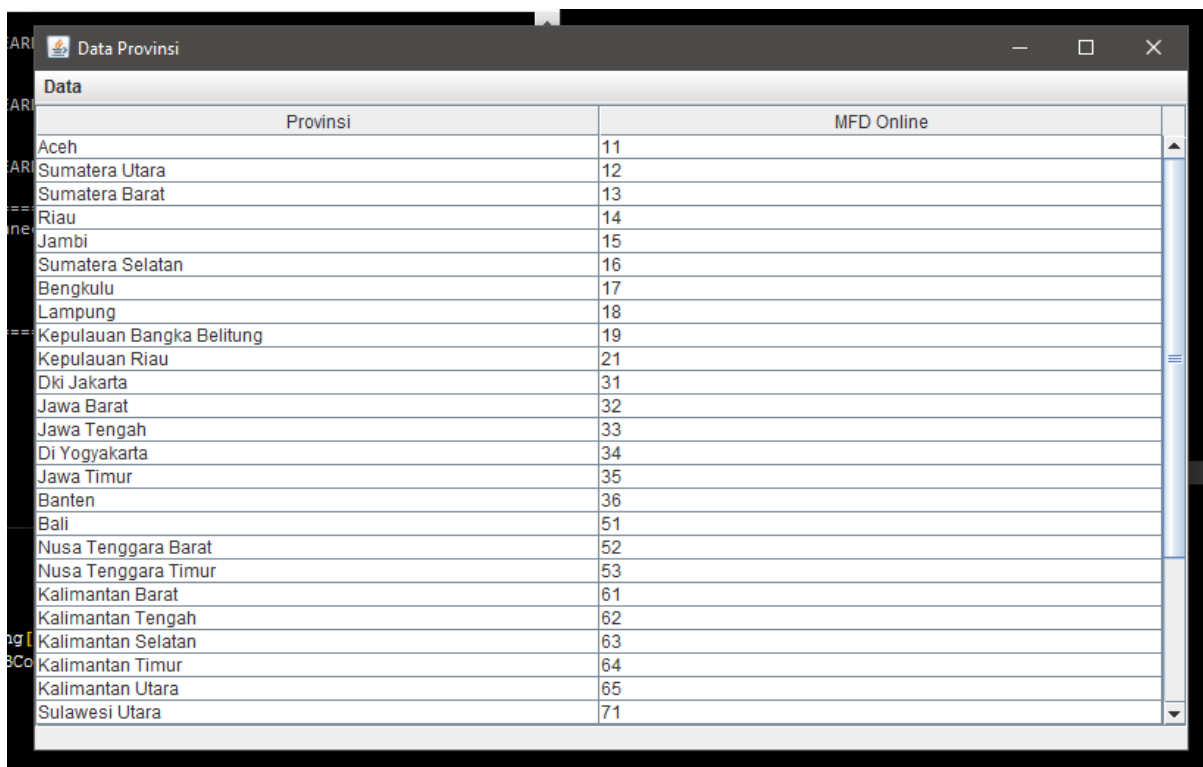 Data Provinsi
Data
Provinsi MFD Online
Aceh 11
Sumatera Utara 12
Sumatera Barat 13
Riau 14
Jambi 15
Sumatera Selatan 16
Bengkulu 17
Lampung 18
Kepulauan Bangka Belitung 19
Kepulauan Riau 21
Dki Jakarta 31
Jawa Barat 32
Jawa Tengah 33
Di Yogyakarta 34
Jawa Timur 35
Banten 36
Bali 51
Nusa Tenggara Barat 52
Nusa Tenggara Timur 53
Kalimantan Barat 61
Kalimantan Tengah 62
Kalimantan Selatan 63
Kalimantan Timur 64
Kalimantan Utara 65
Sulawesi Utara 71